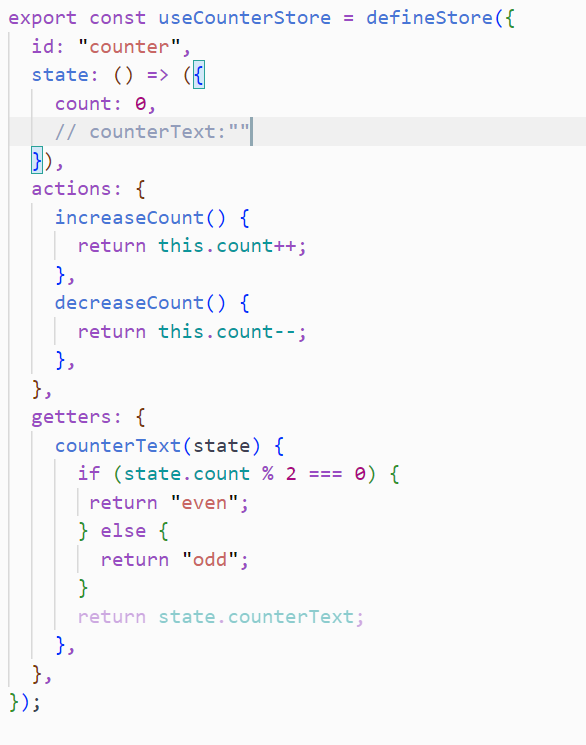 export const useCounterStore = defineStore({
  id: "counter",
  state: () => ({
    count: 0,
    // counterText:""
  }),
  actions: {
    increaseCount() {
      return this.count++;
    },
    decreaseCount() {
      return this.count--;
    },
  },
  getters: {
    counterText(state) {
      if (state.count % 2 === 0) {
       return "even";
      } else {
        return "odd";
      }
      return state.counterText;
    },
  },
});